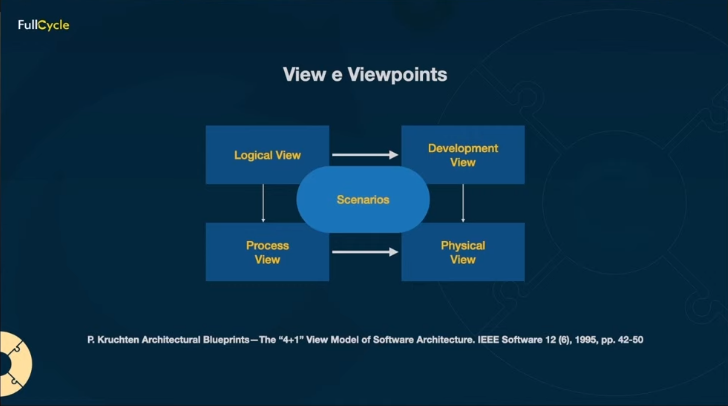 FullCycle
View e Viewpoints
Logical View
Development
View
Scenarios
Process
View
Physical
View
P. Kruchten Architectural Blueprints—The “4+1” View Model of Software Architecture. IEEE Software 12 (6), 1995, pp. 42-50